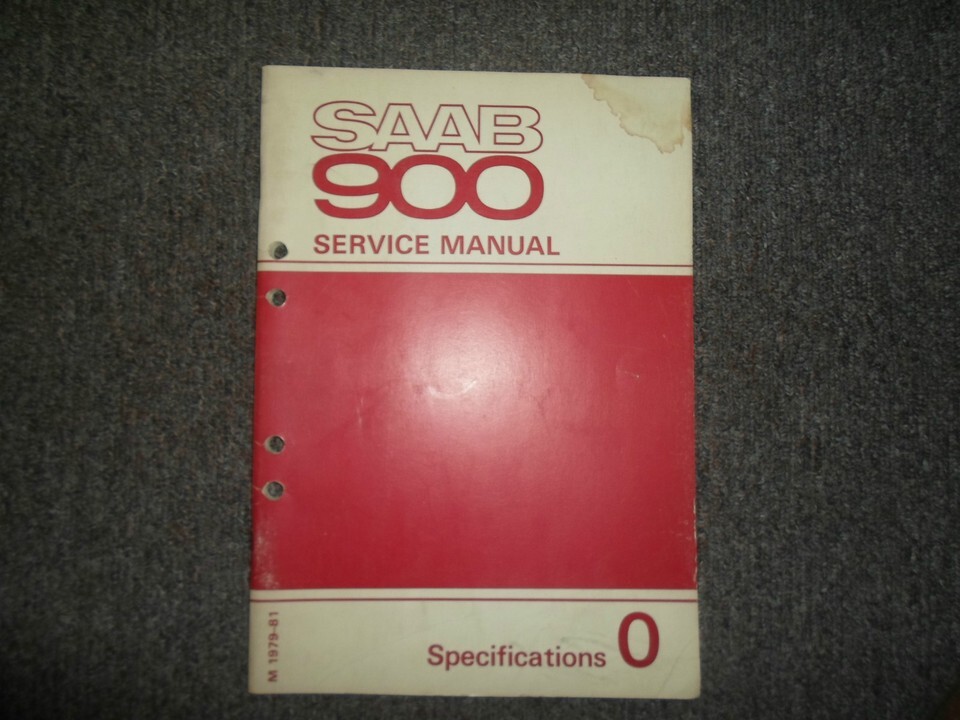 SAAB
900
SERVICE MANUAL
M 1979-81
Specifications 0